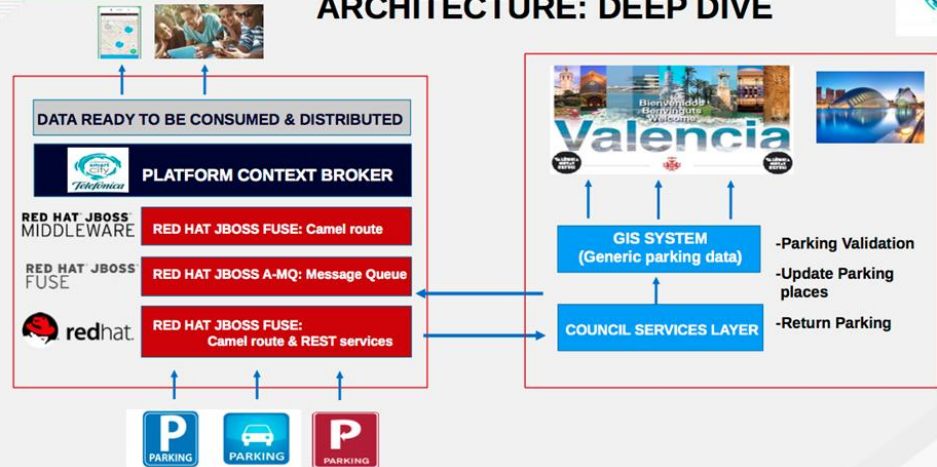 ARCHITECTURE: DEEP DIVE
DATA READY TO BE CONSUMED & DISTRIBUTED
smart
city
Telefónica
PLATFORM CONTEXT BROKER
RED HAT JBOSS
MIDDLEWARE
RED HAT JBOSS FUSE: Camel route
RED HAT JBOSS
FUSE
RED HAT JBOSS A-MQ: Message Queue
redhat.
RED HAT JBOSS FUSE:
Camel route & REST services
P
PARKING
PARKING
P
PARKING
Bienvenidos
Benvinguts
Welcome
Valencia
GIS SYSTEM
(Generic parking data)
COUNCIL SERVICES LAYER
-Parking Validation
-Update Parking
places
-Return Parking